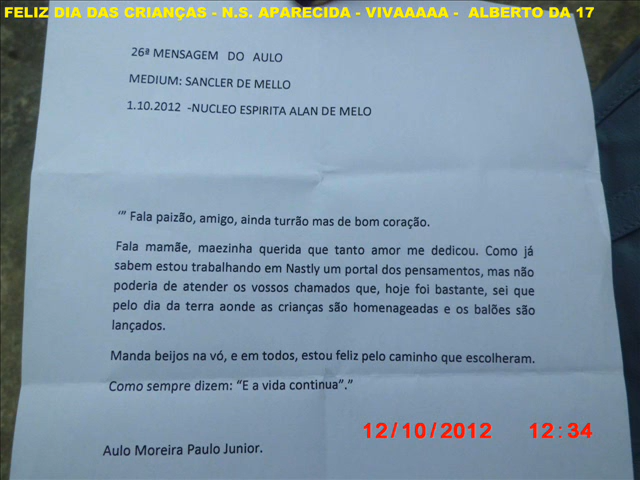 FELIZ DIA DAS CRIANÇAS - N.S. APARECIDA - VIVAAAAA - ALBERTO DA 17
26ª MENSAGEM DO AULO
MEDIUM: SANCLER DE MELLO
1.10.2012 -NUCLEO ESPIRITA ALAN DE MELO
'" Fala paizão, amigo, ainda turrão mas de bom coração.
Fala mamãe, maezinha querida que tanto amor me dedicou. Como já
sabem estou trabalhando em Nastly um portal dos pensamentos, mas não
poderia de atender os vossos chamados que, hoje foi bastante, sei que
pelo dia da terra aonde as crianças são homenageadas e os balões são
lançados.
Manda beijos na vó, e em todos, estou feliz pelo caminho que escolheram.
Como sempre dizem: "E a vida continua"."
12/10/2012 12:34
Aulo Moreira Paulo Junior.